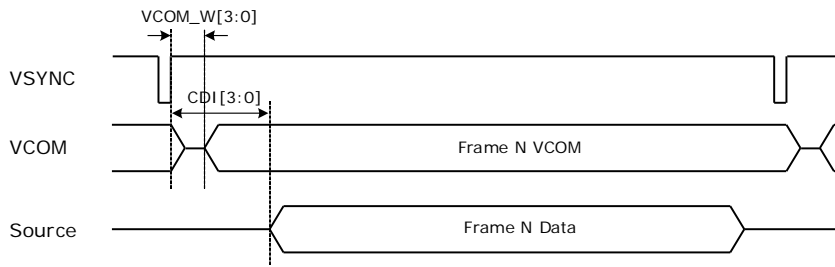 VCOM_W[3:0]
VSYNC
CDI[3:0]
VCOM
Frame N VCOM
Source
Frame N Data